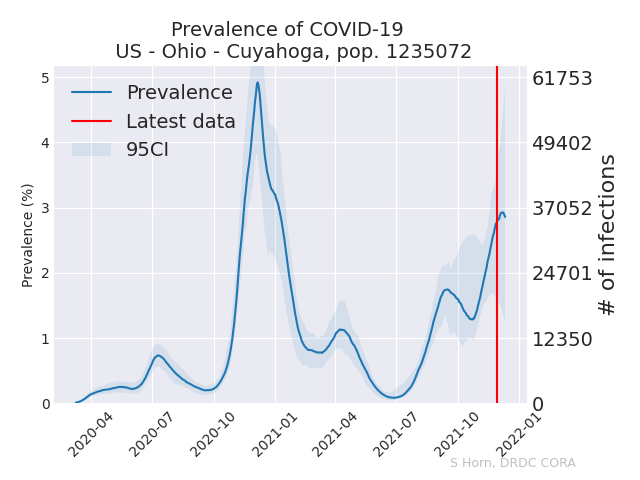 Prevalence of COVID-19
US - Ohio - Cuyahoga, pop. 1235072
Prevalence
Latest data
95CI
Prevalence (%)
5
4
3
2
1
0
61753
49402
37052
24701
12350
0
# of infections
2020-04
2020-07
2020-10
2021-01
2021-04
2021-07
2021-10
2022-01
S Horn, DRDC CORA